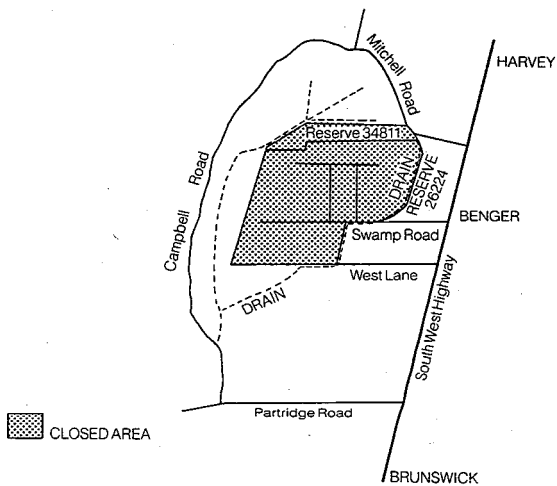 HARVEY
Mitchell Road
Reserve 34811
DRAIN
RESERVE
26224
Campbell Road
BENGER
Swamp Road
West Lane
DRAIN
South West Highway
Partridge Road
CLOSED AREA
BRUNSWICK